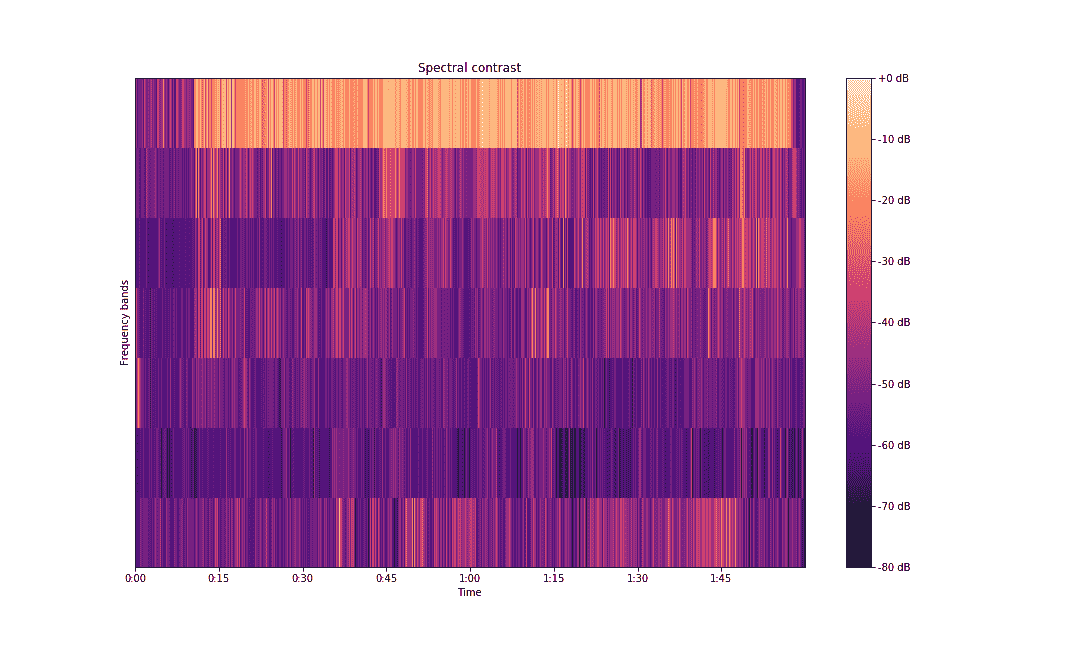 Spectral contrast
Frequency bands
+0 dB
-10 dB
-20 dB
-30 dB
-40 dB
-50 dB
-60 dB
-70 dB
-80 dB
0:00 0:15 0:30 0:45 1:00 1:15 1:30 1:45
Time